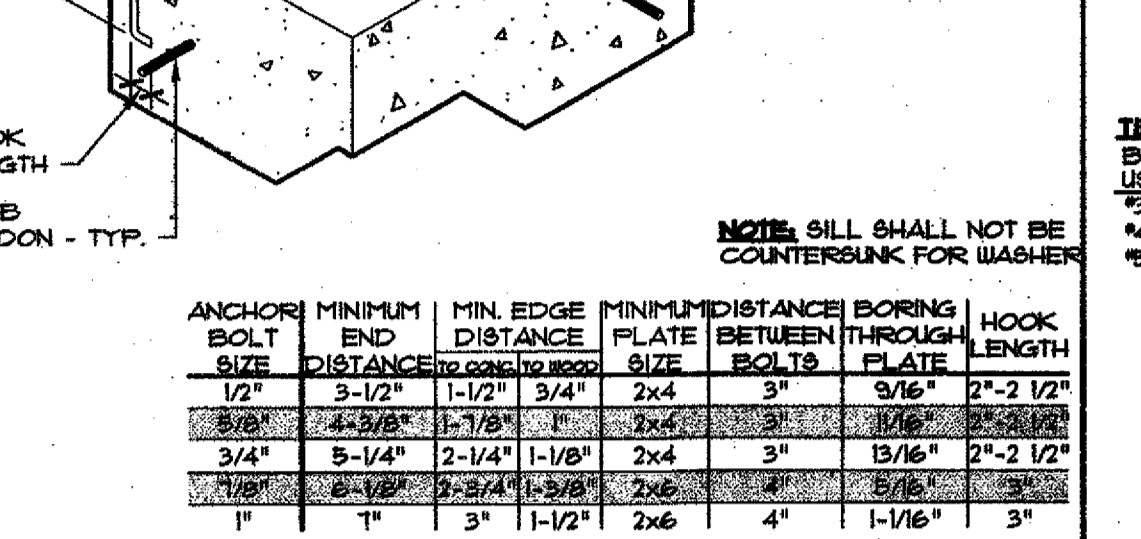 OK
GTH
B
DON - TYP.
NOTE: SILL SHALL NOT BE
COUNTERSUNK FOR WASHER
ANCHOR BOLT SIZE | MINIMUM END DISTANCE | MIN. EDGE DISTANCE TO CONC. TO WOOD | MINIMUM PLATE SIZE | DISTANCE BETWEEN BOLTS | BORING THROUGH PLATE | HOOK LENGTH
1/2" 3-1/2" 1-1/2" 3/4" 2x4 3" 9/16" 2"-2 1/2"
5/8" 4-3/8" 1-7/8" 1" 2x4 3" 11/16" 2"-2 1/2"
3/4" 5-1/4" 2-1/4" 1-1/8" 2x4 3" 13/16" 2"-2 1/2"
7/8" 6-1/8" 2-3/4" 1-3/8" 2x6 4" 5/16" 3"
1" 7" 3" 1-1/2" 2x6 4" 1-1/16" 3"